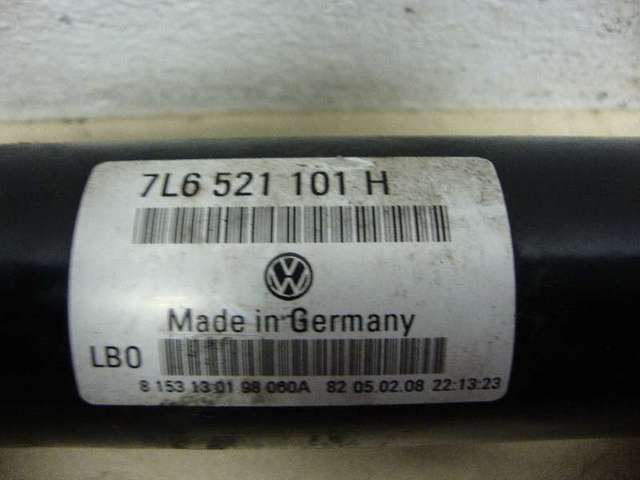 7L6 521 101 H
Made in Germany
LBO
8 153 13 01 98 060A 82 05.02.08 22:13:23